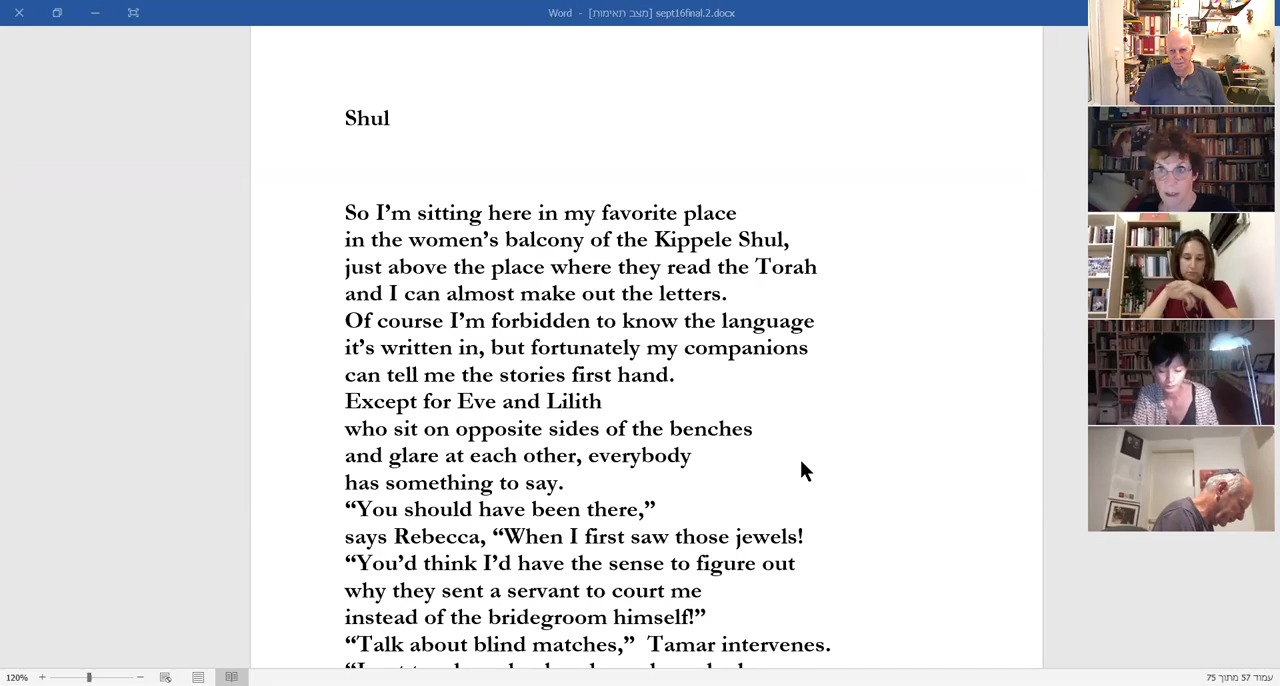 Word - [מצב תאימות] sept16final.2.docx
Shul
So I’m sitting here in my favorite place
in the women’s balcony of the Kippele Shul,
just above the place where they read the Torah
and I can almost make out the letters.
Of course I’m forbidden to know the language
it’s written in, but fortunately my companions
can tell me the stories first hand.
Except for Eve and Lilith
who sit on opposite sides of the benches
and glare at each other, everybody
has something to say.
“You should have been there,”
says Rebecca, “When I first saw those jewels!
“You’d think I’d have the sense to figure out
why they sent a servant to court me
instead of the bridegroom himself!”
“Talk about blind matches,”  Tamar intervenes.
120%
עמוד 57 מתוך 75